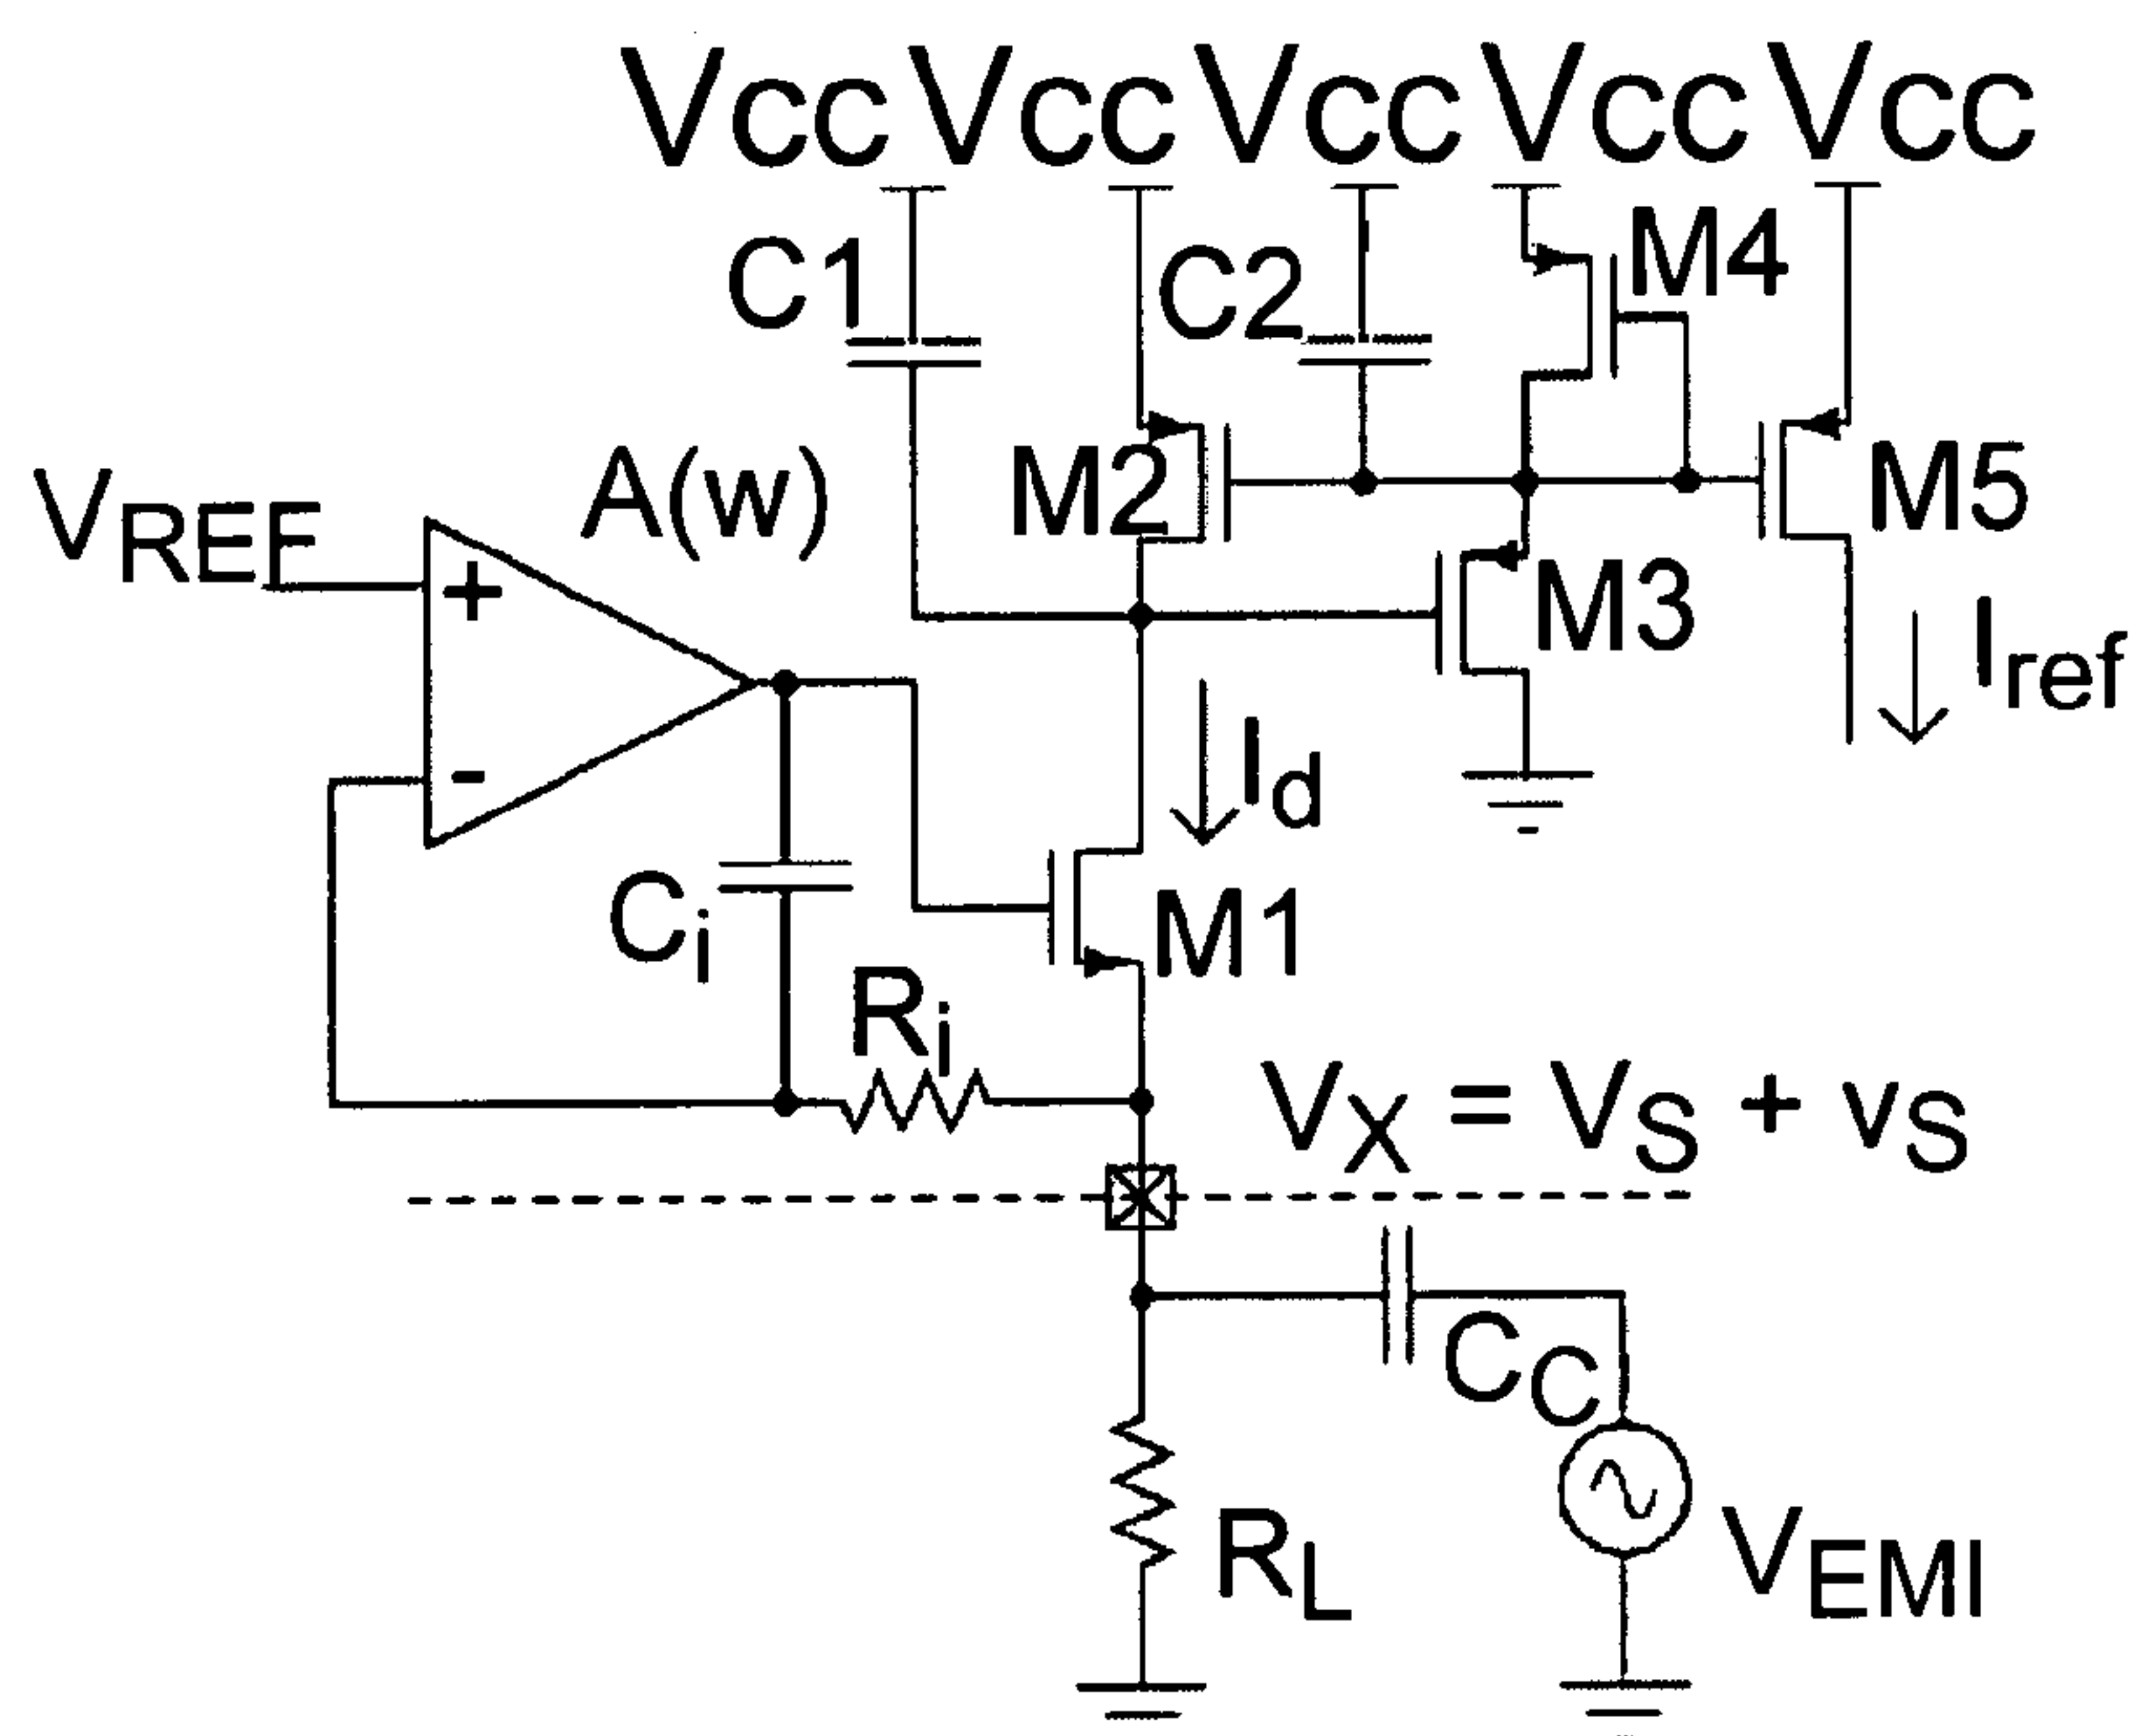 Vcc Vcc Vcc Vcc Vcc
C1
C2
M4
VREF
+
A(w)
M2
M5
M3
Iref
-
Id
Ci
M1
Ri
VX = VS + vS
CC
RL
VEMI